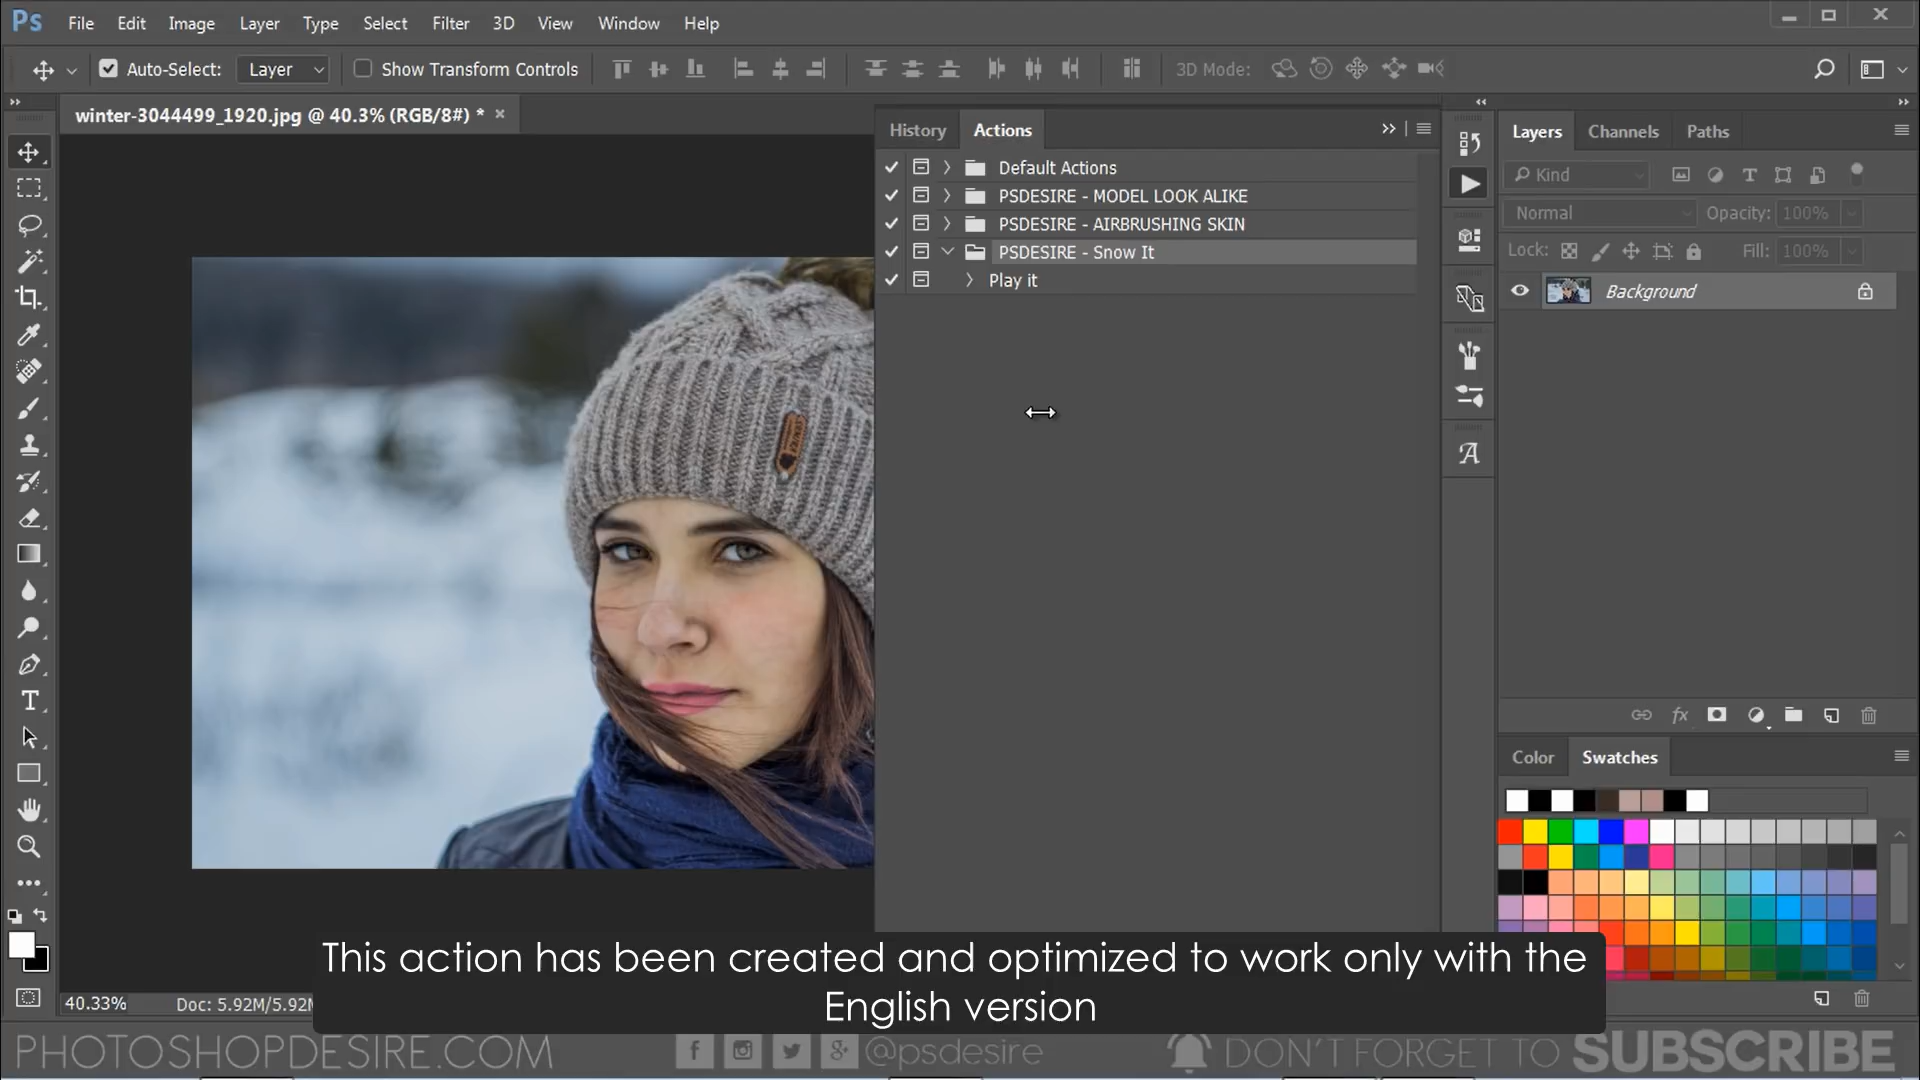 Ps File Edit Image Layer Type Select Filter 3D View Window Help
Auto-Select: Layer Show Transform Controls 3D Mode:
winter-3044499_1920.jpg @ 40.3% (RGB/8#) * ×
History Actions
Default Actions
PSDESIRE - MODEL LOOK ALIKE
PSDESIRE - AIRBRUSHING SKIN
PSDESIRE - Snow It
Play it
Layers Channels Paths
Kind
Normal Opacity: 100%
Lock: Fill: 100%
Background
Color Swatches
40.33% Doc: 5.92M/5.92M
This action has been created and optimized to work only with the
English version
PHOTOSHOPDESIRE.COM @psdesire DON'T FORGET TO SUBSCRIBE